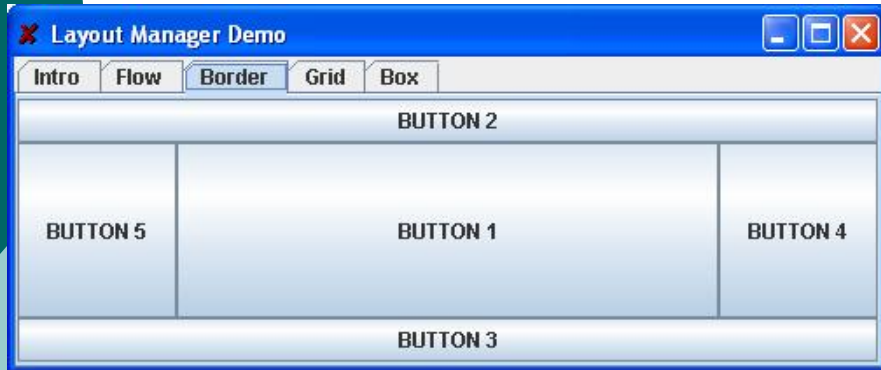 Layout Manager Demo
Intro Flow Border Grid Box
BUTTON 2
BUTTON 5 BUTTON 1 BUTTON 4
BUTTON 3